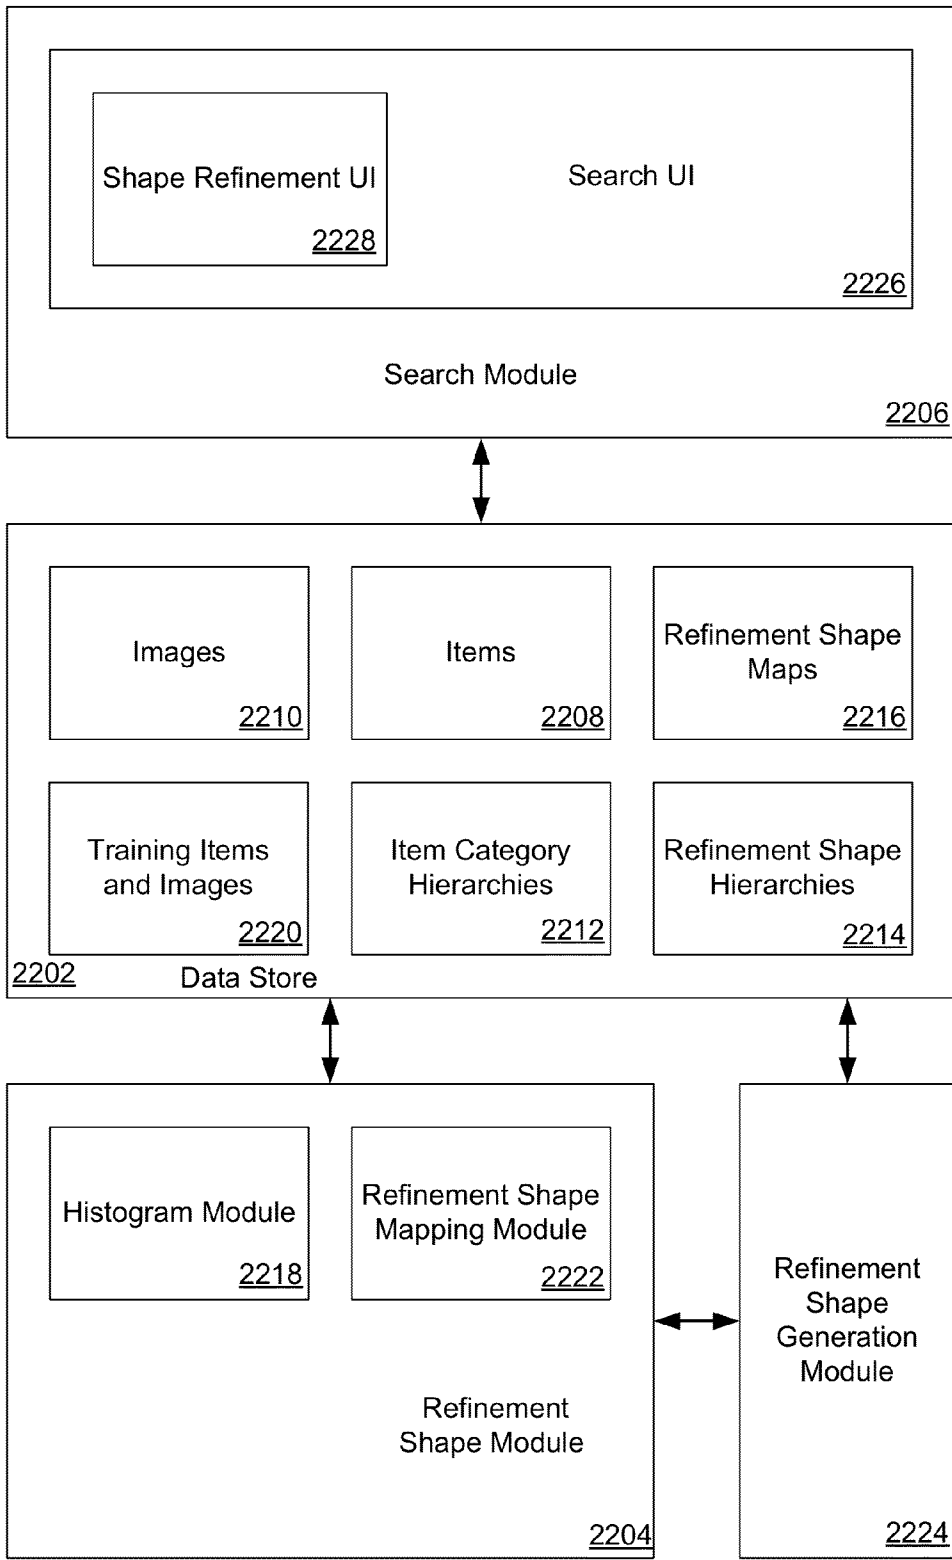 Shape Refinement UI
2228
Search UI
2226
Search Module
2206
Images
2210
Items
2208
Refinement Shape
Maps
2216
Training Items
and Images
2220
Item Category
Hierarchies
2212
Refinement Shape
Hierarchies
2214
2202
Data Store
Histogram Module
2218
Refinement Shape
Mapping Module
2222
Refinement
Shape Module
2204
Refinement
Shape
Generation
Module
2224